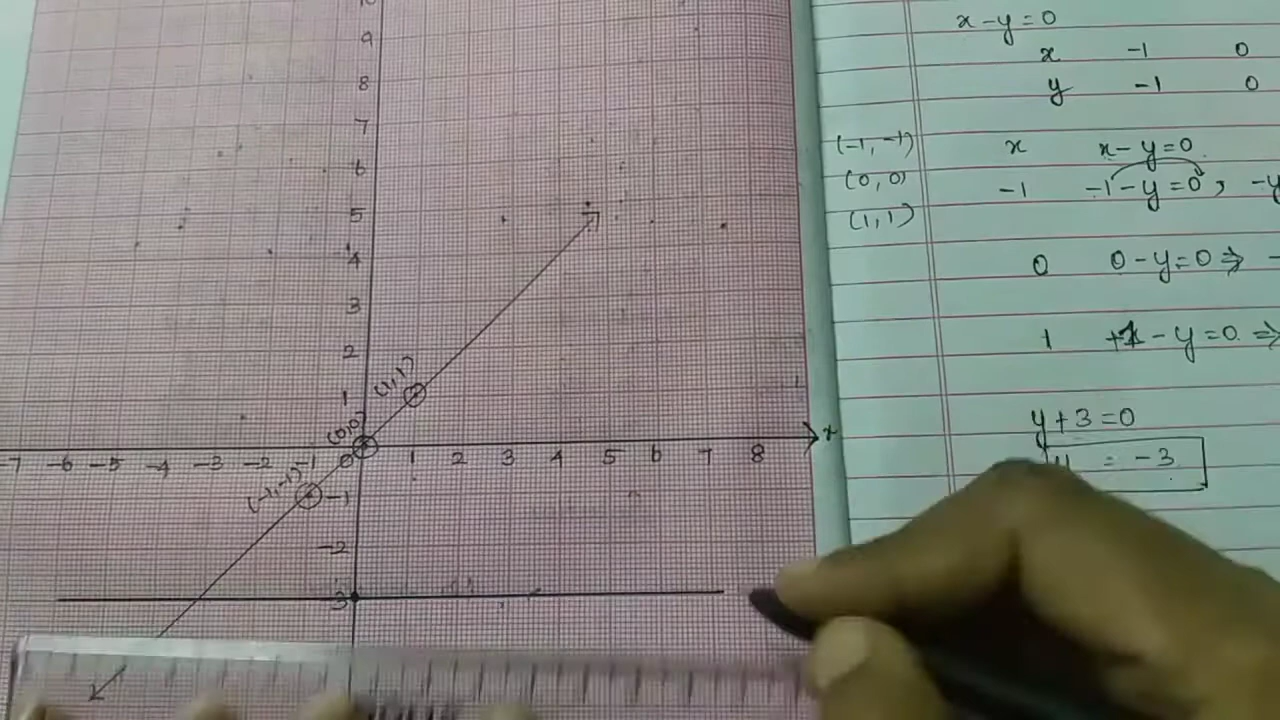 10
9
8
7
6
5
4
3
2
1
(1,1)
(0,0)
x
-7 -6 -5 -4 -3 -2 -1 0 1 2 3 4 5 6 7 8
(-1,-1)
-1
-2
3
x - y = 0
x -1 0
y -1 0
(-1, -1) x x - y = 0
(0, 0) -1 -1 - y = 0, -y
(1, 1)
0 0 - y = 0 ⇒ -
1 +1 - y = 0 ⇒
y + 3 = 0
y = -3